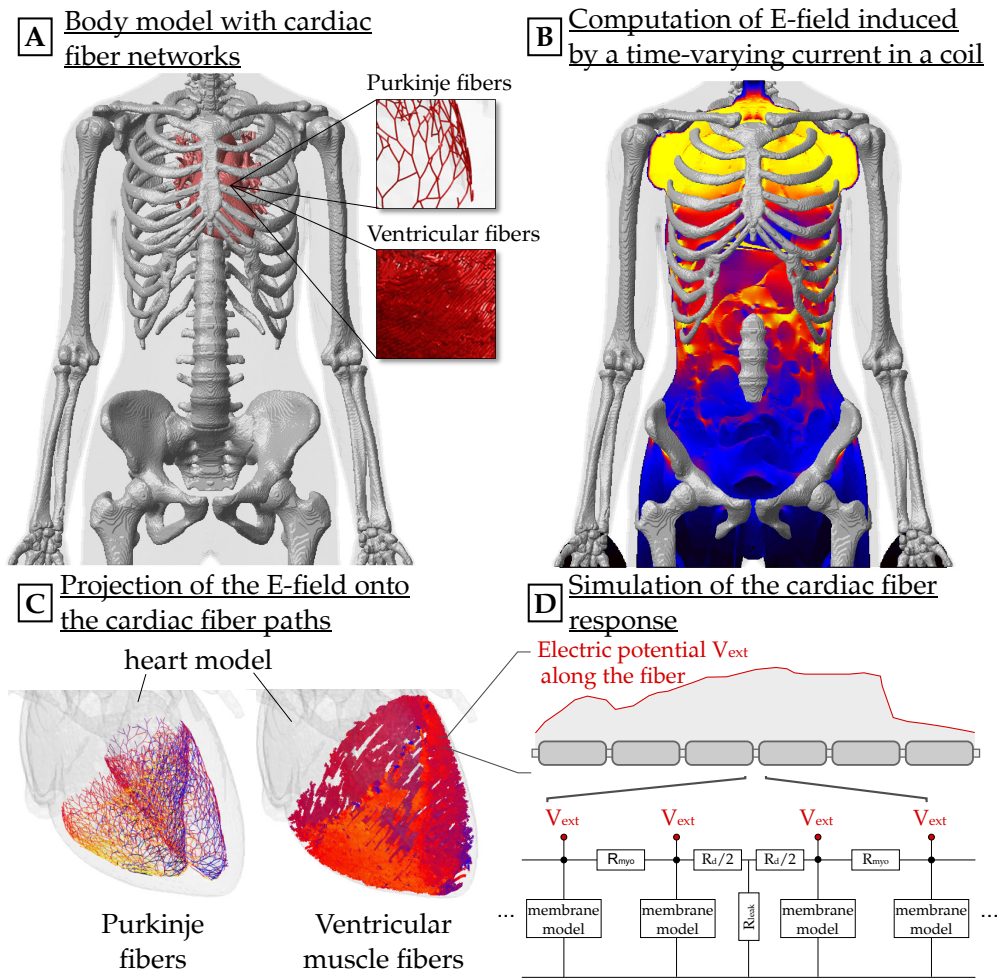 A
Body model with cardiac
fiber networks
Purkinje fibers
Ventricular fibers
B
Computation of E-field induced
by a time-varying current in a coil
C
Projection of the E-field onto
the cardiac fiber paths
heart model
Purkinje
fibers
Ventricular
muscle fibers
D
Simulation of the cardiac fiber
response
Electric potential Vext
along the fiber
Vext Vext Vext Vext
Rmyo Rd/2 Rd/2 Rmyo
Rleak
... membrane model membrane model membrane model membrane model ...